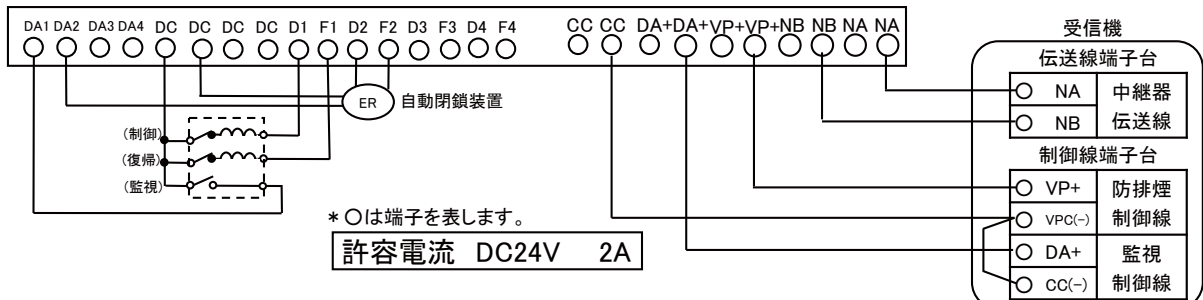 DA1 DA2 DA3 DA4 DC DC DC DC D1 F1 D2 F2 D3 F3 D4 F4 CC CC DA+ DA+ VP+ VP+ NB NB NA NA
受信機
伝送線端子台
NA 中継器
NB 伝送線
ER 自動閉鎖装置
(制御)
(復帰)
(監視)
制御線端子台
VP+ 防排煙
VPC(-) 制御線
DA+ 監視
CC(-) 制御線
*○は端子を表します。
許容電流 DC24V 2A